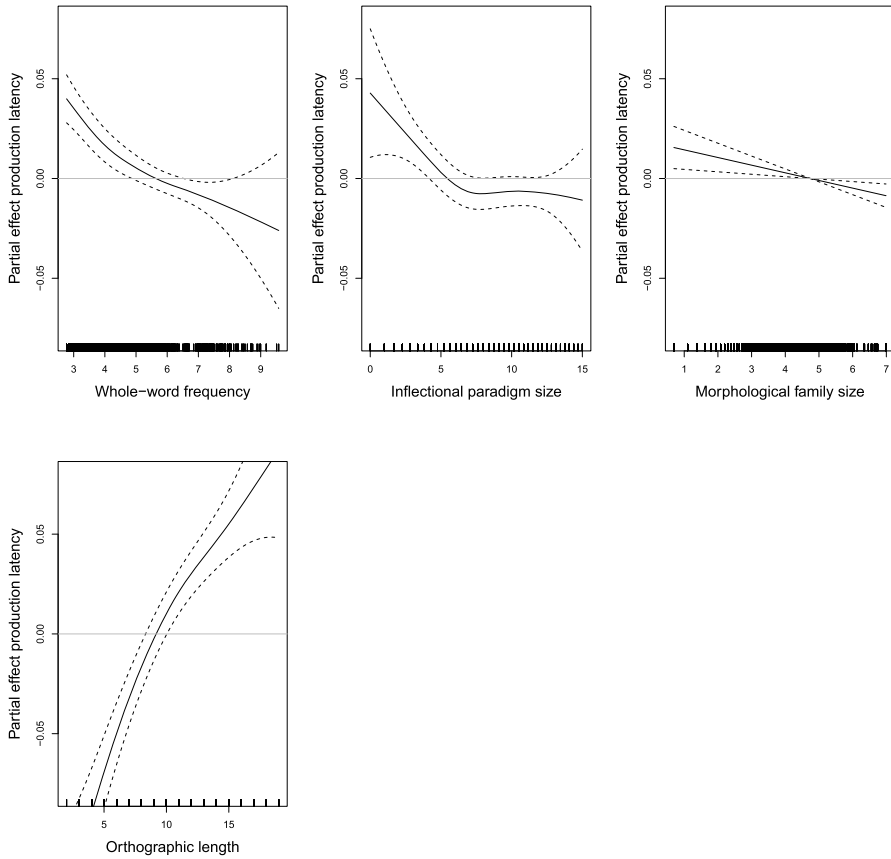 Partial effect production latency
0.05
0.00
−0.05
3 4 5 6 7 8 9
Whole−word frequency
Partial effect production latency
0.05
0.00
−0.05
0 5 10 15
Inflectional paradigm size
Partial effect production latency
0.05
0.00
−0.05
1 2 3 4 5 6 7
Morphological family size
Partial effect production latency
0.05
0.00
−0.05
5 10 15
Orthographic length